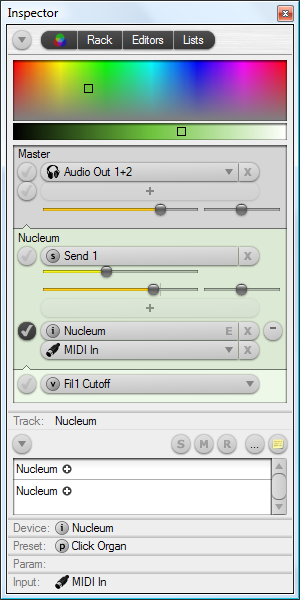 Inspector
Rack Editors Lists
Master
Audio Out 1+2 X
+
Nucleum
S Send 1 X
+
i Nucleum E X -
MIDI In X
v Fil1 Cutoff
Track: Nucleum
S M R ...
Nucleum
Nucleum
Device: i Nucleum
Preset: p Click Organ
Param:
Input: MIDI In